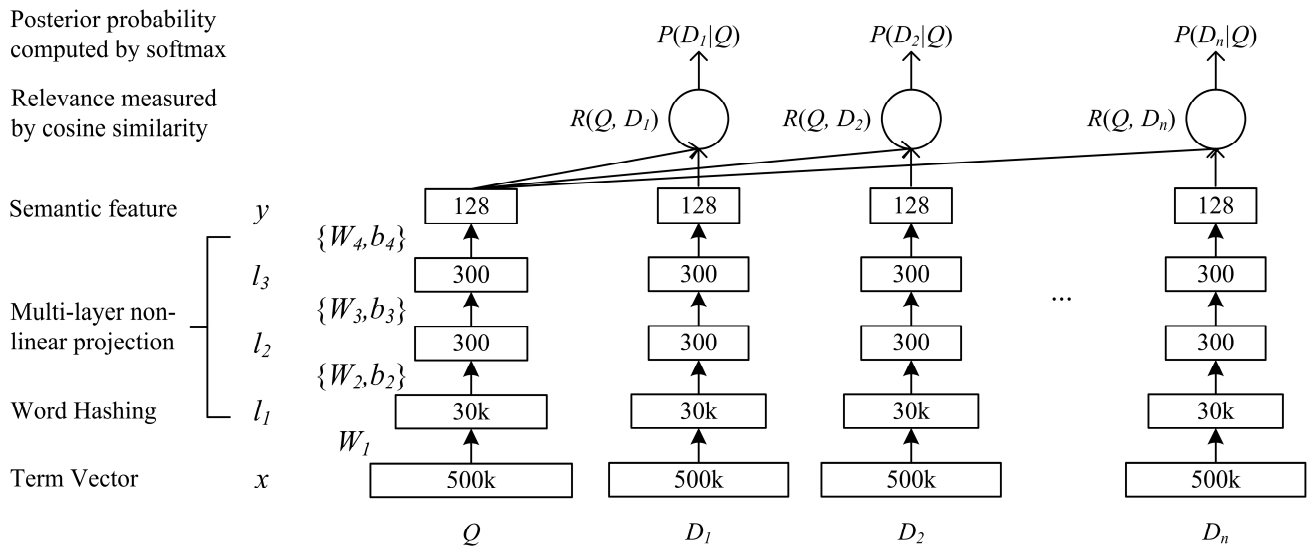 Posterior probability
computed by softmax
P(D1|Q) P(D2|Q) P(Dn|Q)
Relevance measured
by cosine similarity
R(Q, D1) R(Q, D2) R(Q, Dn)
Semantic feature y 128 128 128 128
{W4,b4}
l3 300 300 300 300
Multi-layer non-
linear projection
{W3,b3}
...
l2 300 300 300 300
{W2,b2}
Word Hashing l1 30k 30k 30k 30k
W1
Term Vector x 500k 500k 500k 500k
Q D1 D2 Dn